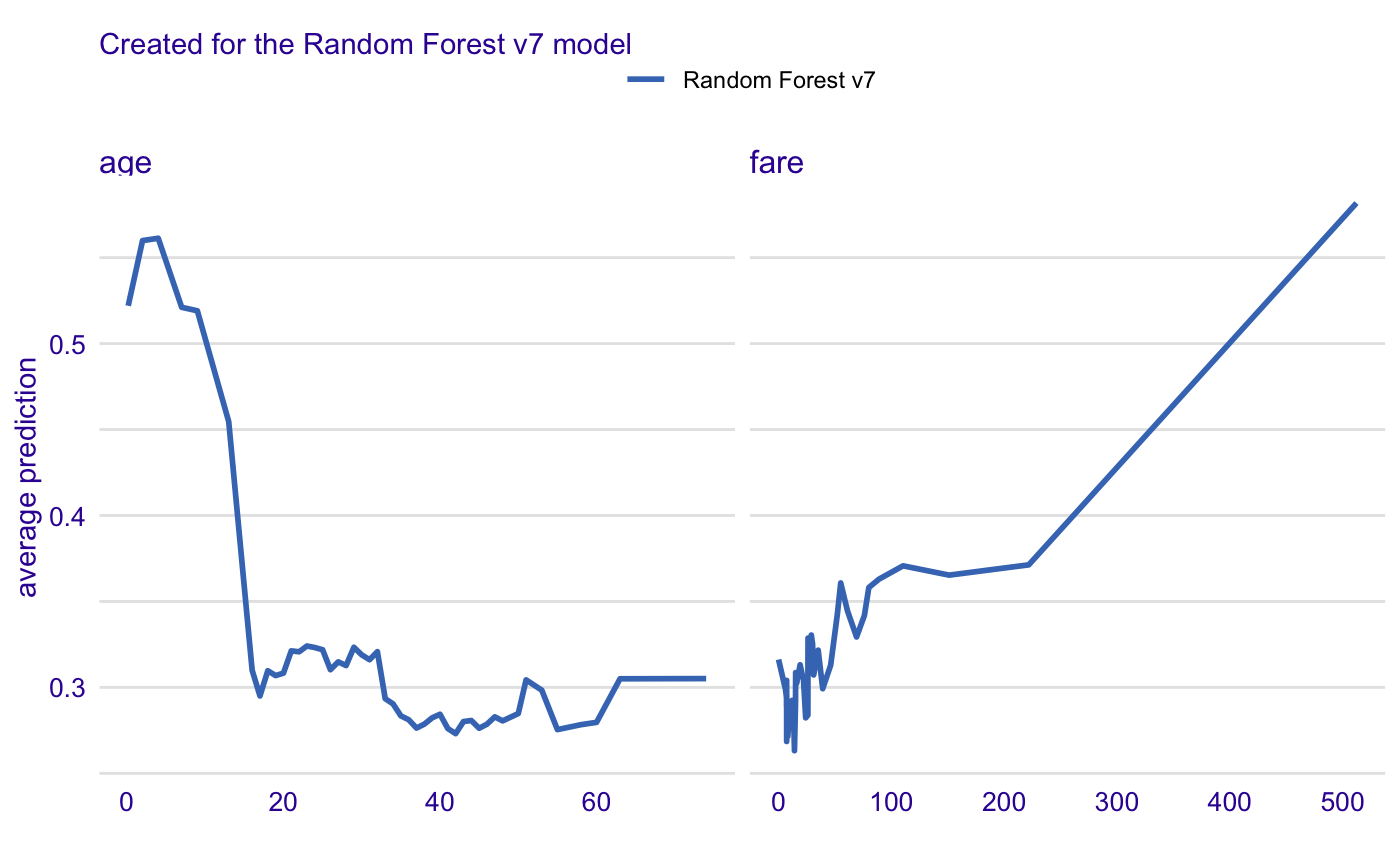 Created for the Random Forest v7 model
Random Forest v7
age
fare
average prediction
0.5
0.4
0.3
0 20 40 60
0 100 200 300 400 500